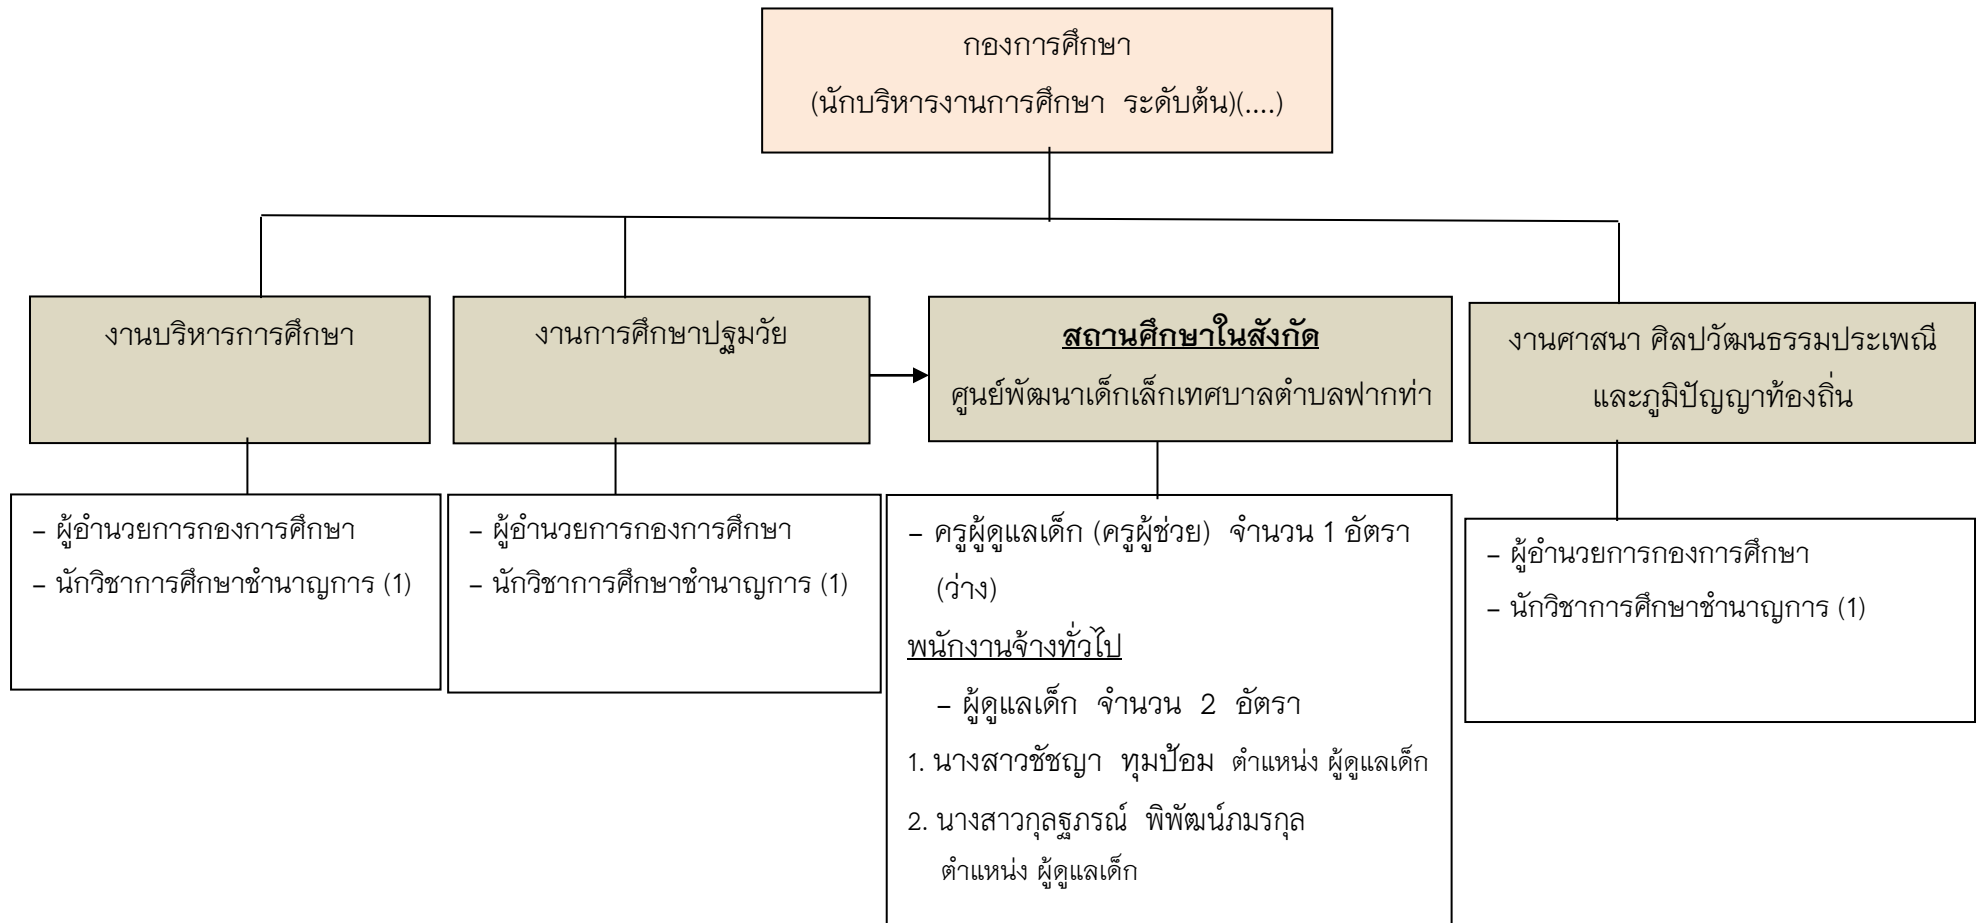 กองการศึกษา
(นักบริหารงานการศึกษา ระดับต้น)(....)
งานบริหารการศึกษา
งานการศึกษาปฐมวัย
สถานศึกษาในสังกัด
ศูนย์พัฒนาเด็กเล็กเทศบาลตำบลฟากท่า
งานศาสนา ศิลปวัฒนธรรมประเพณี
และภูมิปัญญาท้องถิ่น
- ผู้อำนวยการกองการศึกษา
- นักวิชาการศึกษาชำนาญการ (1)
- ผู้อำนวยการกองการศึกษา
- นักวิชาการศึกษาชำนาญการ (1)
- ครูผู้ดูแลเด็ก (ครูผู้ช่วย) จำนวน 1 อัตรา
(ว่าง)
พนักงานจ้างทั่วไป
- ผู้ดูแลเด็ก จำนวน 2 อัตรา
1. นางสาวชัชญา ทุมป้อม ตำแหน่ง ผู้ดูแลเด็ก
2. นางสาวกุลฐภรณ์ พิพัฒน์ภมรกุล
ตำแหน่ง ผู้ดูแลเด็ก
- ผู้อำนวยการกองการศึกษา
- นักวิชาการศึกษาชำนาญการ (1)